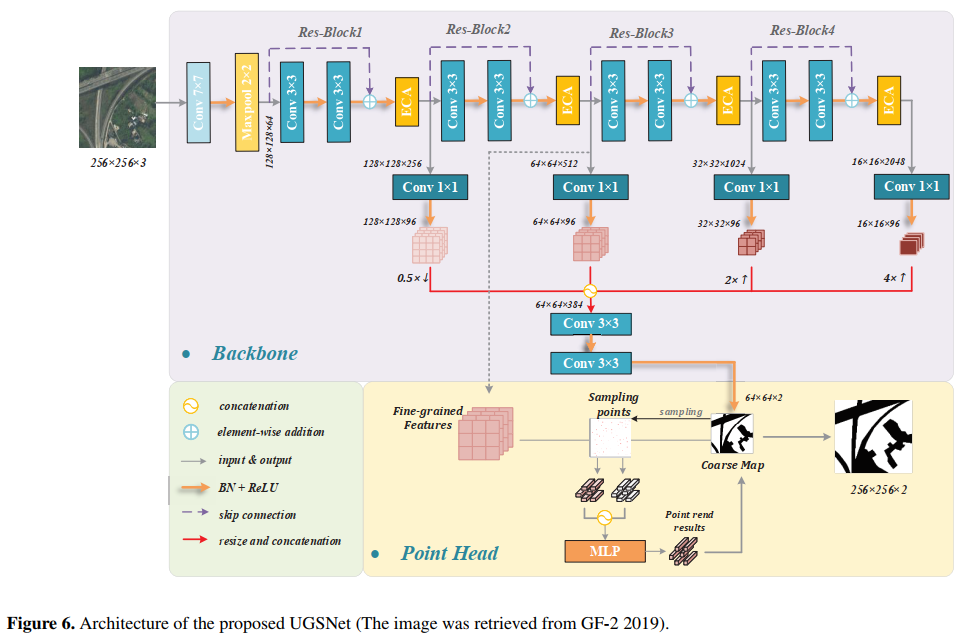 Res-Block1
Res-Block2
Res-Block3
Res-Block4
Conv 7×7
Maxpool 2×2
128×128×64
Conv 3×3
Conv 3×3
ECA
Conv 3×3
Conv 3×3
ECA
Conv 3×3
Conv 3×3
ECA
Conv 3×3
Conv 3×3
ECA
256×256×3
128×128×256
64×64×512
32×32×1024
16×16×2048
Conv 1×1
Conv 1×1
Conv 1×1
Conv 1×1
128×128×96
64×64×96
32×32×96
16×16×96
0.5×↓
2×↑
4×↑
64×64×384
Conv 3×3
Conv 3×3
• Backbone
concatenation
element-wise addition
input & output
BN + ReLU
skip connection
resize and concatenation
64×64×2
Fine-grained
Features
Sampling
points
sampling
Coarse Map
256×256×2
Point rend
results
MLP
• Point Head
Figure 6. Architecture of the proposed UGSNet (The image was retrieved from GF-2 2019).